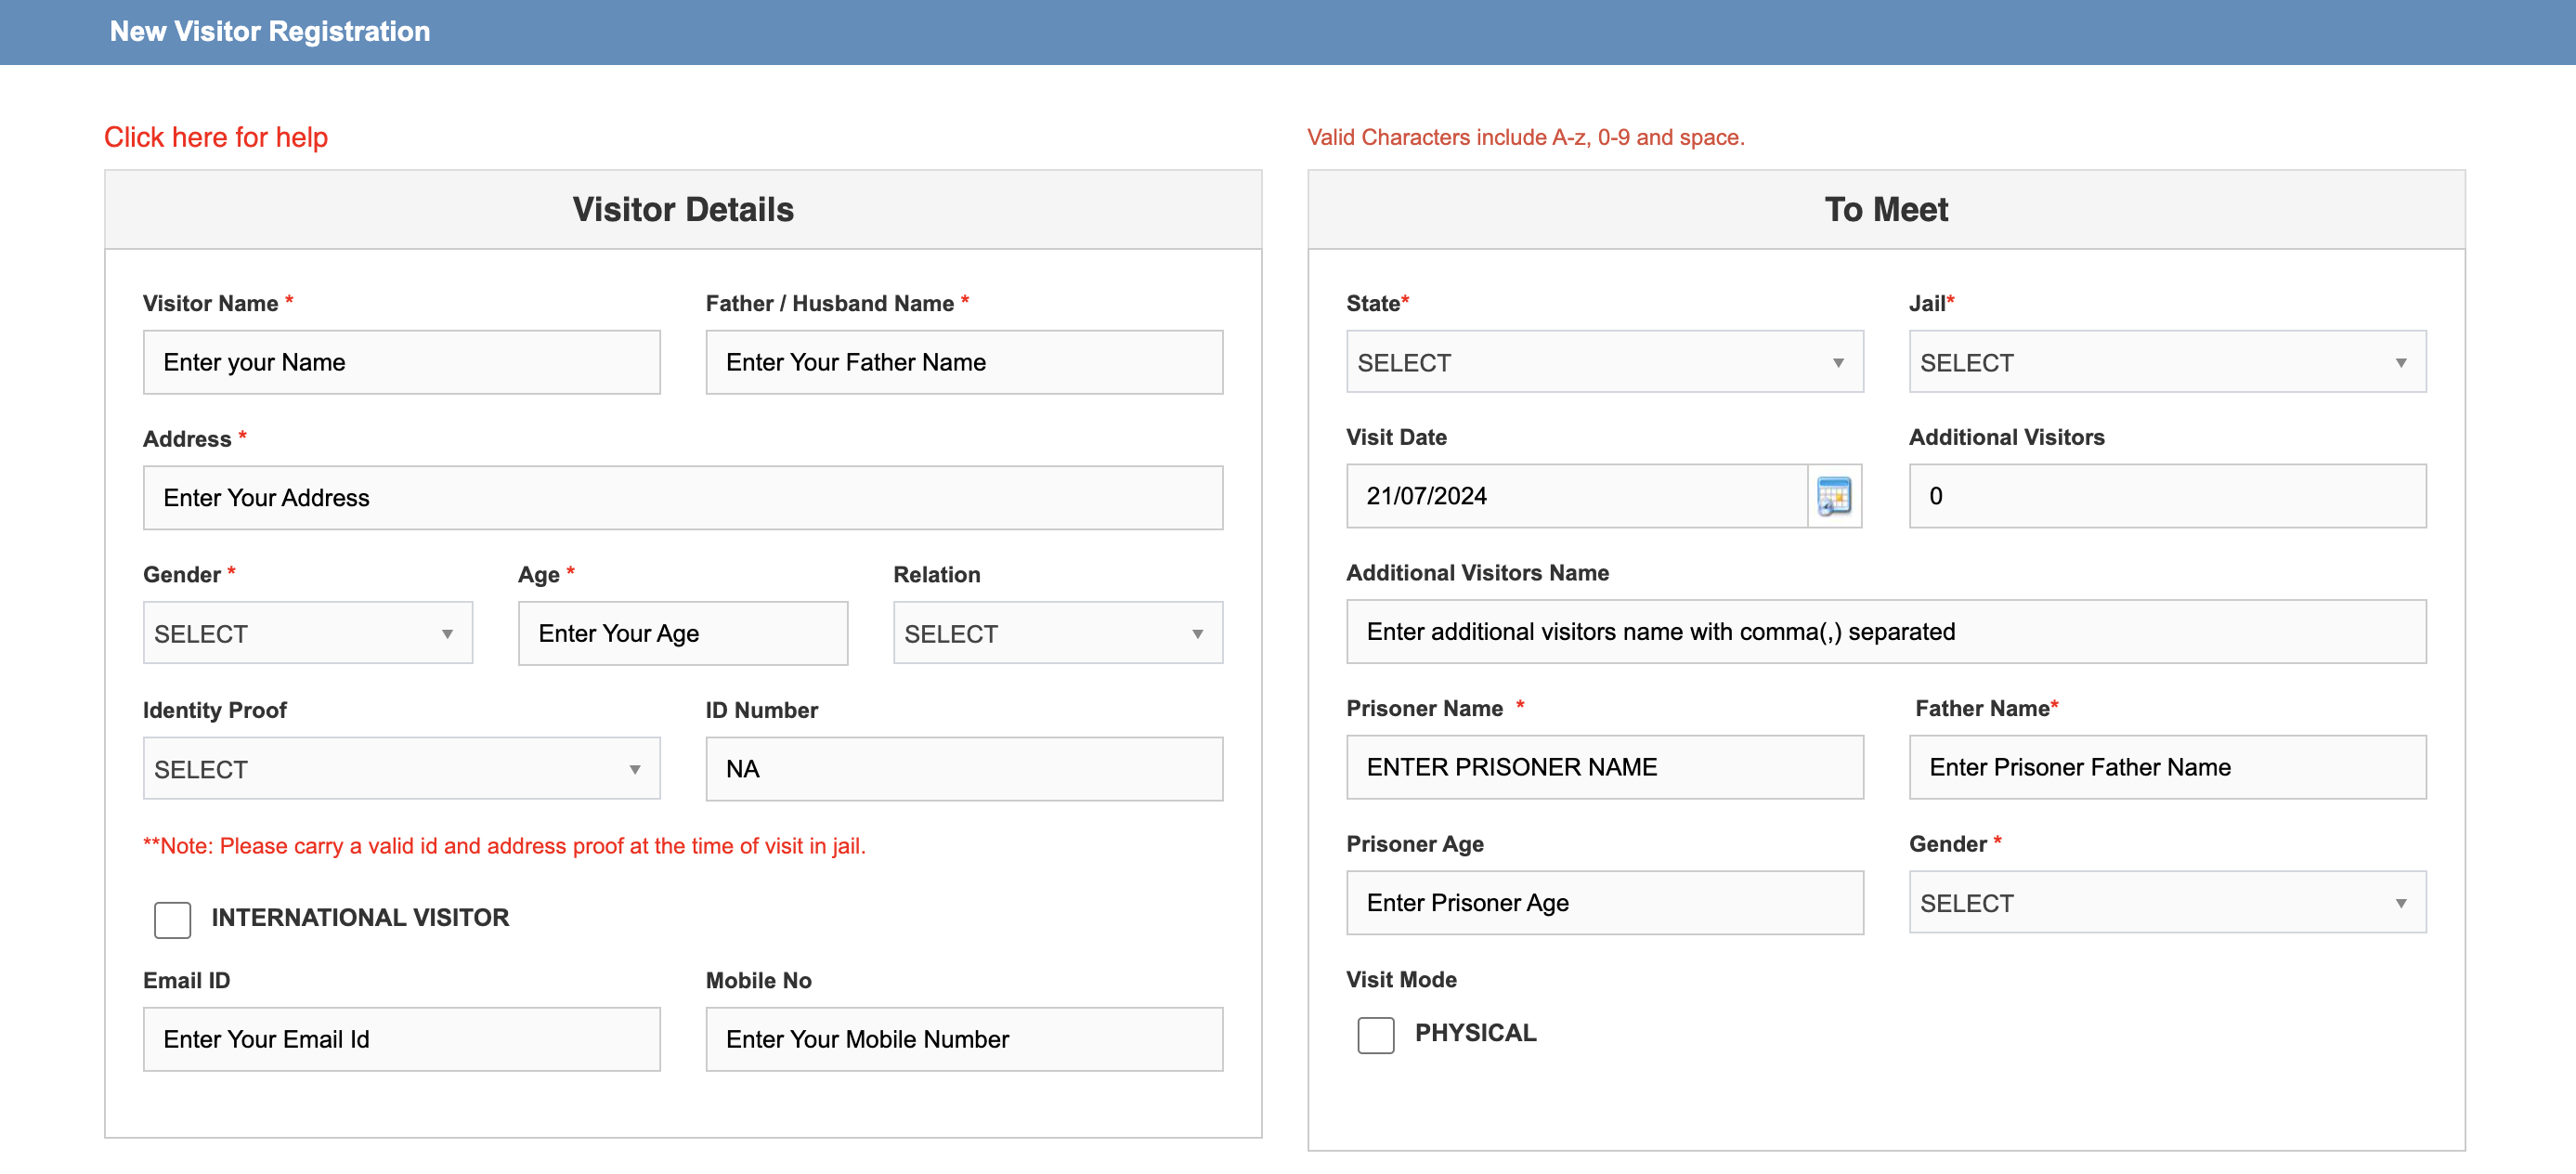 New Visitor Registration
Click here for help
Valid Characters include A-z, 0-9 and space.
Visitor Details
Visitor Name *
Father / Husband Name *
Enter your Name
Enter Your Father Name
Address *
Enter Your Address
Gender *
Age *
Relation
SELECT
Enter Your Age
SELECT
Identity Proof
ID Number
SELECT
NA
**Note: Please carry a valid id and address proof at the time of visit in jail.
INTERNATIONAL VISITOR
Email ID
Mobile No
Enter Your Email Id
Enter Your Mobile Number
To Meet
State*
Jail*
SELECT
SELECT
Visit Date
Additional Visitors
21/07/2024
0
Additional Visitors Name
Enter additional visitors name with comma(,) separated
Prisoner Name *
Father Name*
ENTER PRISONER NAME
Enter Prisoner Father Name
Prisoner Age
Gender *
Enter Prisoner Age
SELECT
Visit Mode
PHYSICAL